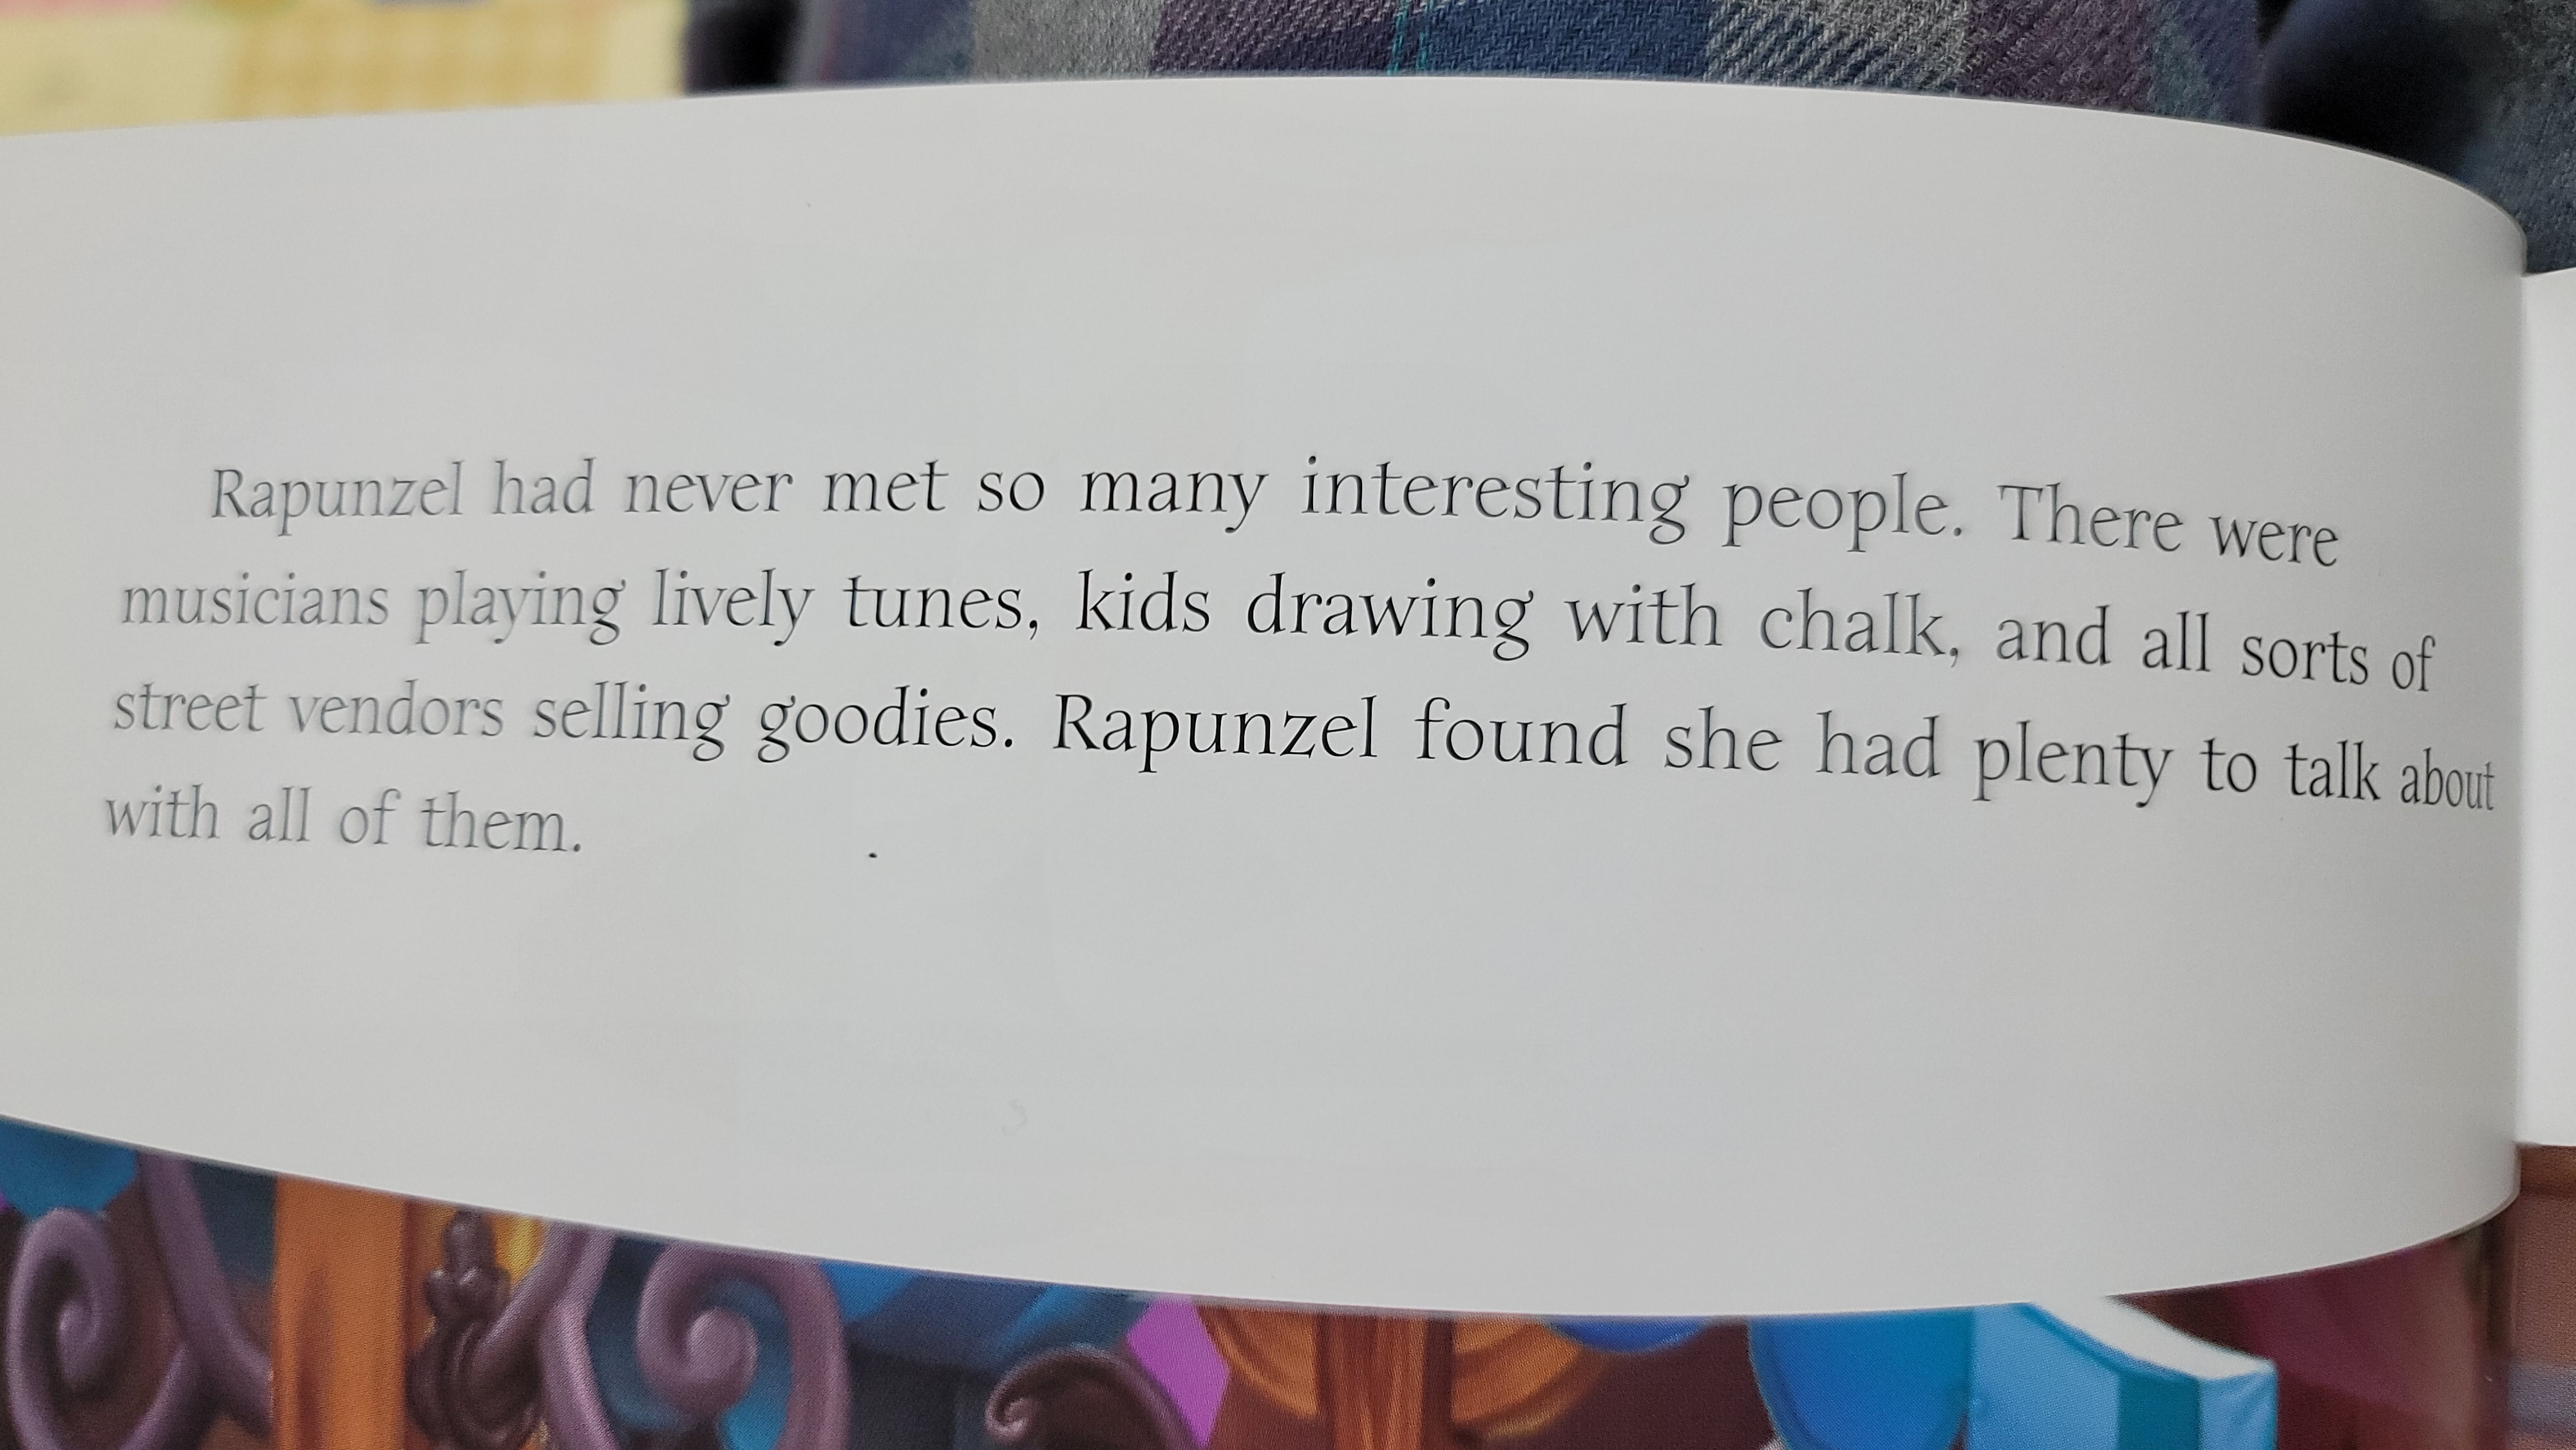 Rapunzel had never met so many interesting people. There were
musicians playing lively tunes, kids drawing with chalk, and all sorts of
street vendors selling goodies. Rapunzel found she had plenty to talk about
with all of them.